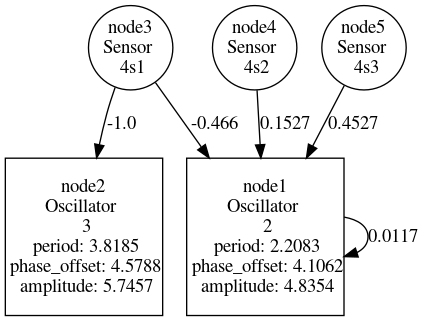 node3
Sensor
4s1
node4
Sensor
4s2
node5
Sensor
4s3
-1.0
-0.466
0.1527
0.4527
node2
Oscillator
3
period: 3.8185
phase_offset: 4.5788
amplitude: 5.7457
node1
Oscillator
2
period: 2.2083
phase_offset: 4.1062
amplitude: 4.8354
0.0117